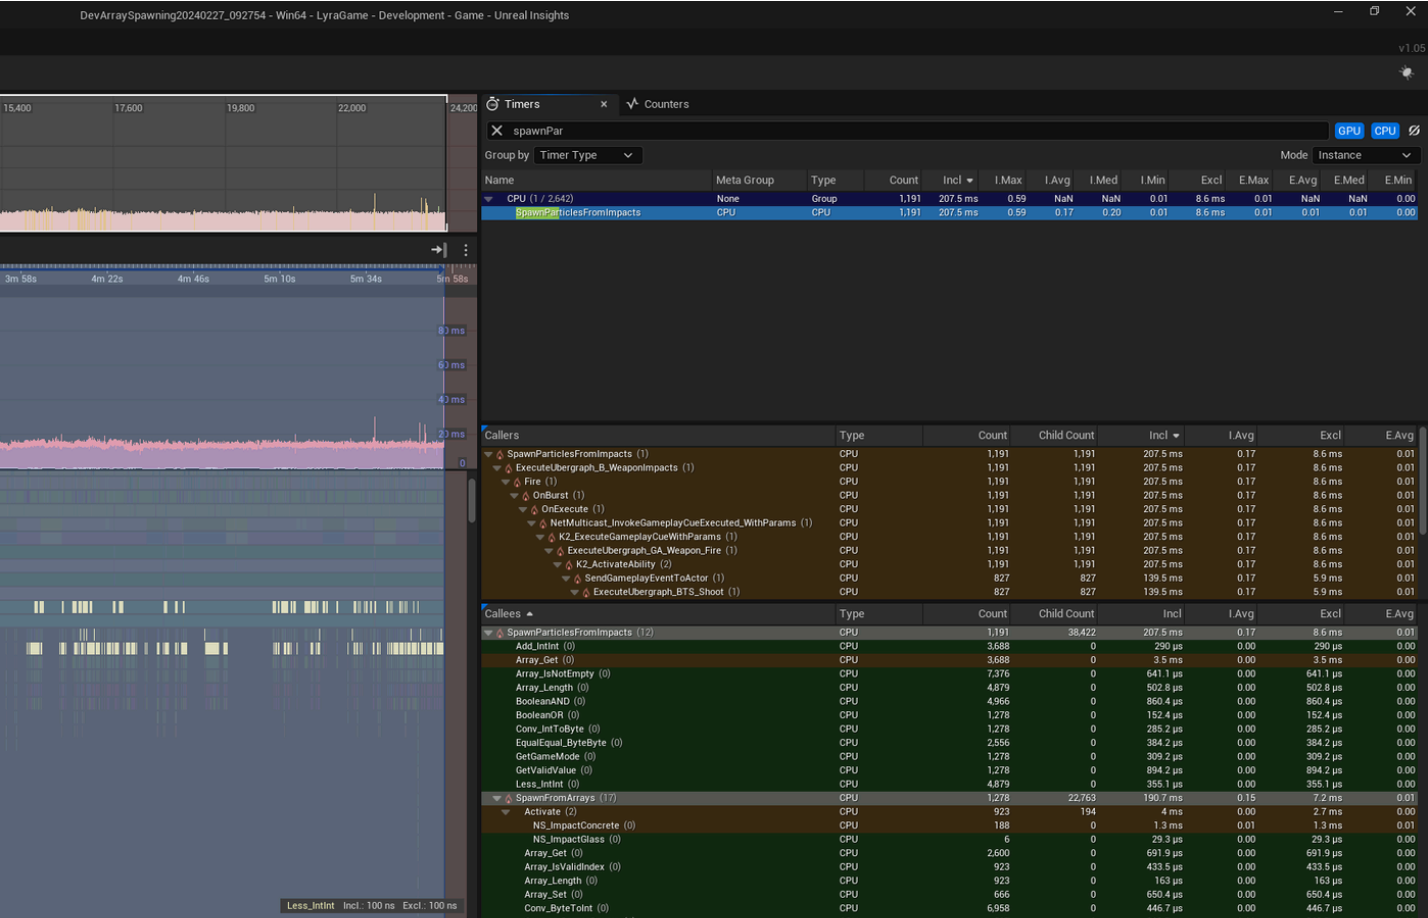 DevArraySpawning20240227_092754 - Win64 - LyraGame - Development - Game - Unreal Insights
v1.05
15,400 17,600 19,800 22,000 24,200
3m 58s 4m 22s 4m 46s 5m 10s 5m 34s 5m 58s
80 ms
60 ms
40 ms
20 ms
0
Less_IntInt Incl.: 100 ns Excl.: 100 ns
Timers × Counters
spawnPar GPU CPU
Group by Timer Type Mode Instance
Name Meta Group Type Count Incl I.Max I.Avg I.Med I.Min Excl E.Max E.Avg E.Med E.Min
CPU (1 / 2,642) None Group 1,191 207.5 ms 0.59 NaN NaN 0.01 8.6 ms 0.01 NaN NaN 0.00
SpawnParticlesFromImpacts CPU CPU 1,191 207.5 ms 0.59 0.17 0.20 0.01 8.6 ms 0.01 0.01 0.01 0.00
Callers Type Count Child Count Incl I.Avg Excl E.Avg
SpawnParticlesFromImpacts (1) CPU 1,191 1,191 207.5 ms 0.17 8.6 ms 0.01
ExecuteUbergraph_B_WeaponImpacts (1) CPU 1,191 1,191 207.5 ms 0.17 8.6 ms 0.01
Fire (1) CPU 1,191 1,191 207.5 ms 0.17 8.6 ms 0.01
OnBurst (1) CPU 1,191 1,191 207.5 ms 0.17 8.6 ms 0.01
OnExecute (1) CPU 1,191 1,191 207.5 ms 0.17 8.6 ms 0.01
NetMulticast_InvokeGameplayCueExecuted_WithParams (1) CPU 1,191 1,191 207.5 ms 0.17 8.6 ms 0.01
K2_ExecuteGameplayCueWithParams (1) CPU 1,191 1,191 207.5 ms 0.17 8.6 ms 0.01
ExecuteUbergraph_GA_Weapon_Fire (1) CPU 1,191 1,191 207.5 ms 0.17 8.6 ms 0.01
K2_ActivateAbility (2) CPU 1,191 1,191 207.5 ms 0.17 8.6 ms 0.01
SendGameplayEventToActor (1) CPU 827 827 139.5 ms 0.17 5.9 ms 0.01
ExecuteUbergraph_BTS_Shoot (1) CPU 827 827 139.5 ms 0.17 5.9 ms 0.01
Callees Type Count Child Count Incl I.Avg Excl E.Avg
SpawnParticlesFromImpacts (12) CPU 1,191 38,422 207.5 ms 0.17 8.6 ms 0.01
Add_IntInt (0) CPU 3,688 0 290 µs 0.00 290 µs 0.00
Array_Get (0) CPU 3,688 0 3.5 ms 0.00 3.5 ms 0.00
Array_IsNotEmpty (0) CPU 7,376 0 641.1 µs 0.00 641.1 µs 0.00
Array_Length (0) CPU 4,879 0 502.8 µs 0.00 502.8 µs 0.00
BooleanAND (0) CPU 4,966 0 860.4 µs 0.00 860.4 µs 0.00
BooleanOR (0) CPU 1,278 0 152.4 µs 0.00 152.4 µs 0.00
Conv_IntToByte (0) CPU 1,278 0 285.2 µs 0.00 285.2 µs 0.00
EqualEqual_ByteByte (0) CPU 2,556 0 384.2 µs 0.00 384.2 µs 0.00
GetGameMode (0) CPU 1,278 0 309.2 µs 0.00 309.2 µs 0.00
GetValidValue (0) CPU 1,278 0 894.2 µs 0.00 894.2 µs 0.00
Less_IntInt (0) CPU 4,879 0 355.1 µs 0.00 355.1 µs 0.00
SpawnFromArrays (17) CPU 1,278 22,763 190.7 ms 0.15 7.2 ms 0.01
Activate (2) CPU 923 194 4 ms 0.00 2.7 ms 0.00
NS_ImpactConcrete (0) CPU 188 0 1.3 ms 0.01 1.3 ms 0.01
NS_ImpactGlass (0) CPU 6 0 29.3 µs 0.00 29.3 µs 0.00
Array_Get (0) CPU 2,600 0 691.9 µs 0.00 691.9 µs 0.00
Array_IsValidIndex (0) CPU 923 0 433.5 µs 0.00 433.5 µs 0.00
Array_Length (0) CPU 923 0 163 µs 0.00 163 µs 0.00
Array_Set (0) CPU 666 0 650.4 µs 0.00 650.4 µs 0.00
Conv_ByteToInt (0) CPU 6,958 0 446.7 µs 0.00 446.7 µs 0.00